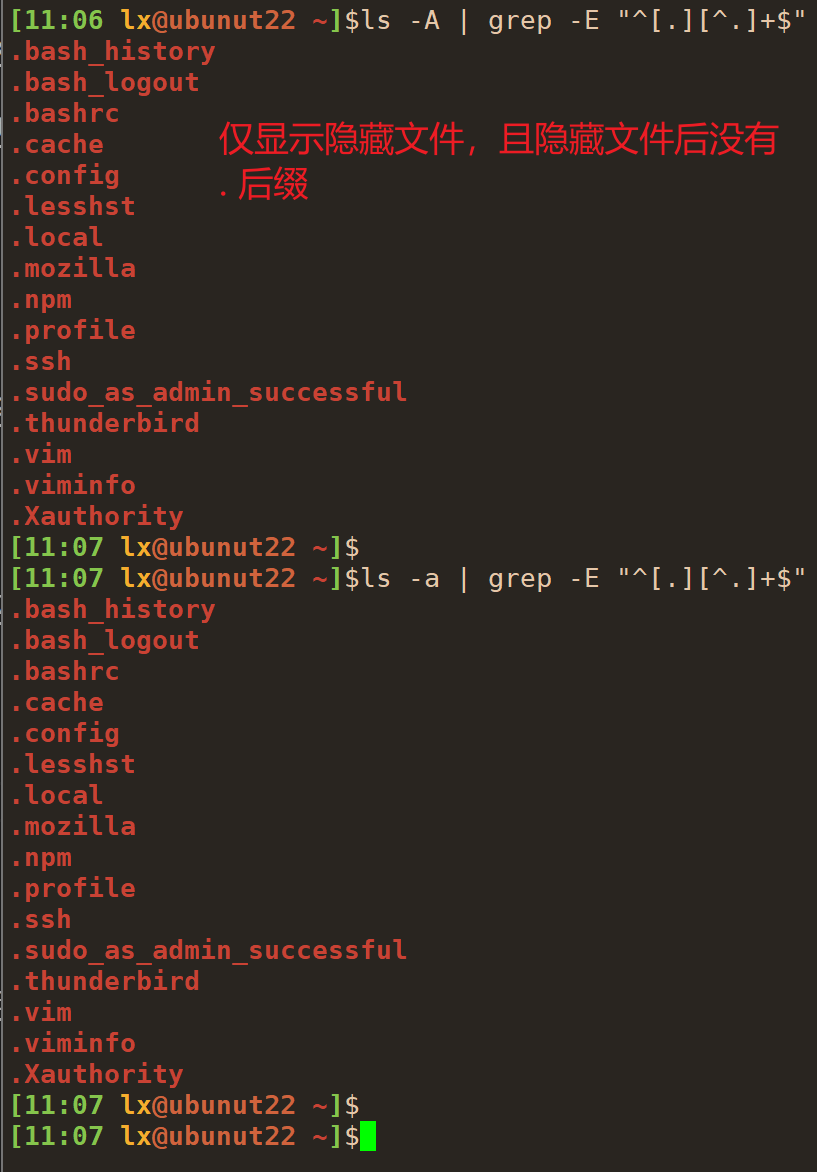 [11:06 lx@ubunut22 ~]$ls -A | grep -E "^[.][^.]+$"
.bash_history
.bash_logout
.bashrc
.cache
仅显示隐藏文件，且隐藏文件后没有
.config
. 后缀
.lesshst
.local
.mozilla
.npm
.profile
.ssh
.sudo_as_admin_successful
.thunderbird
.vim
.viminfo
.Xauthority
[11:07 lx@ubunut22 ~]$
[11:07 lx@ubunut22 ~]$ls -a | grep -E "^[.][^.]+$"
.bash_history
.bash_logout
.bashrc
.cache
.config
.lesshst
.local
.mozilla
.npm
.profile
.ssh
.sudo_as_admin_successful
.thunderbird
.vim
.viminfo
.Xauthority
[11:07 lx@ubunut22 ~]$
[11:07 lx@ubunut22 ~]$